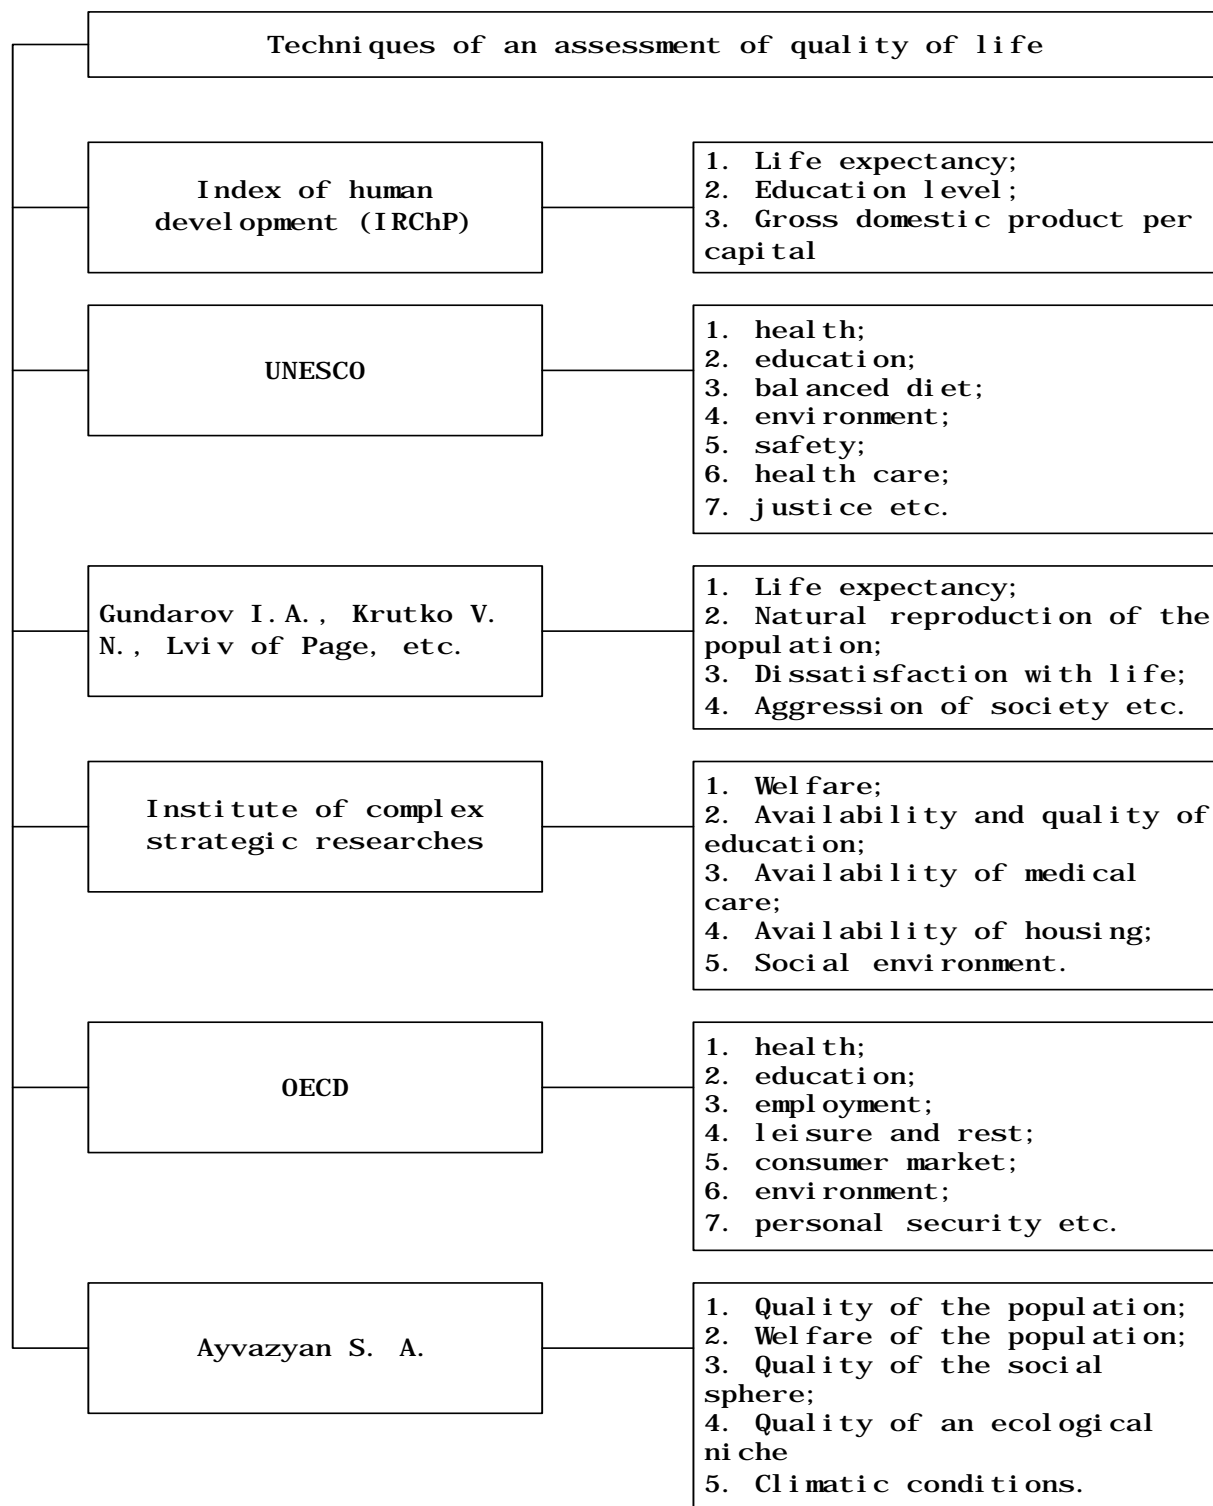 Techniques of an assessment of quality of life
Index of human
development (IRChP)
1. Life expectancy;
2. Education level;
3. Gross domestic product per
capital
UNESCO
1. health;
2. education;
3. balanced diet;
4. environment;
5. safety;
6. health care;
7. justice etc.
Gundarov I.A., Krutko V.
N., Lviv of Page, etc.
1. Life expectancy;
2. Natural reproduction of the
population;
3. Dissatisfaction with life;
4. Aggression of society etc.
Institute of complex
strategic researches
1. Welfare;
2. Availability and quality of
education;
3. Availability of medical
care;
4. Availability of housing;
5. Social environment.
OECD
1. health;
2. education;
3. employment;
4. leisure and rest;
5. consumer market;
6. environment;
7. personal security etc.
Ayvazyan S. A.
1. Quality of the population;
2. Welfare of the population;
3. Quality of the social
sphere;
4. Quality of an ecological
niche
5. Climatic conditions.